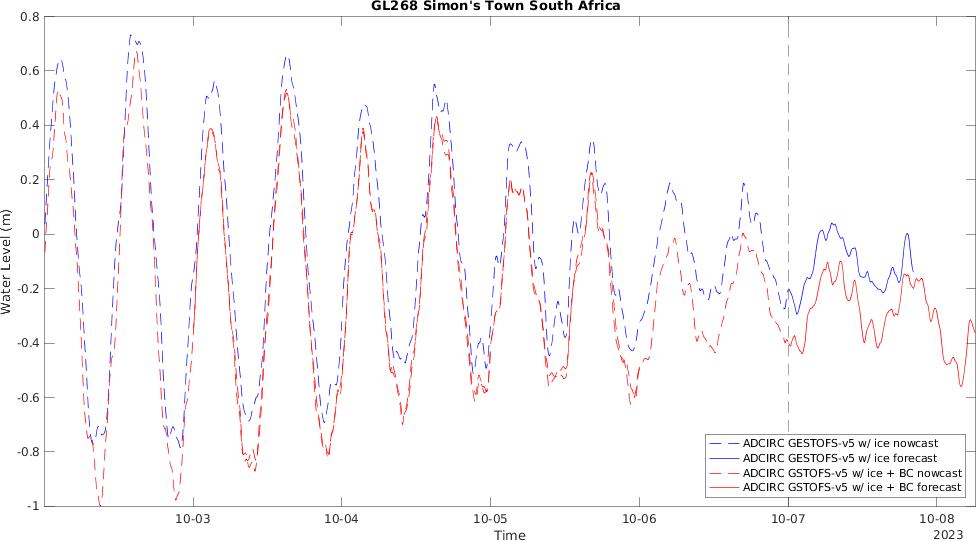 GL268 Simon's Town South Africa
0.8
0.6
0.4
0.2
0
-0.2
-0.4
-0.6
-0.8
-1
Water Level (m)
ADCIRC GESTOFS-v5 w/ ice nowcast
ADCIRC GESTOFS-v5 w/ ice forecast
ADCIRC GSTOFS-v5 w/ ice + BC nowcast
ADCIRC GSTOFS-v5 w/ ice + BC forecast
10-03 10-04 10-05 10-06 10-07 10-08
Time
2023